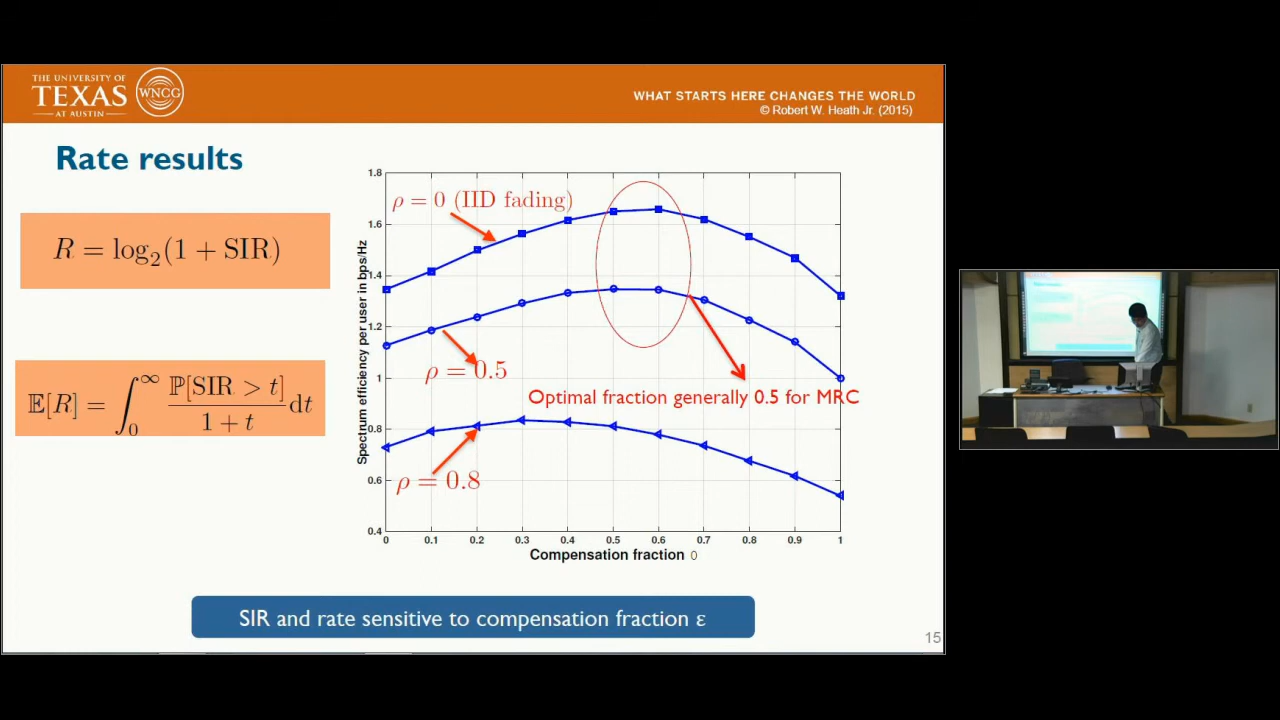 THE UNIVERSITY OF
TEXAS
AT AUSTIN
WNCG
WHAT STARTS HERE CHANGES THE WORLD
© Robert W. Heath Jr. (2015)
Rate results
R = log₂(1 + SIR)
𝔼[R] = ∫₀^∞ ℙ[SIR > t] / (1 + t) dt
1.8
1.6
1.4
1.2
1
0.8
0.6
0.4
Spectrum efficiency per user in bps/Hz
ρ = 0 (IID fading)
ρ = 0.5
Optimal fraction generally 0.5 for MRC
ρ = 0.8
0 0.1 0.2 0.3 0.4 0.5 0.6 0.7 0.8 0.9 1
Compensation fraction 0
SIR and rate sensitive to compensation fraction ε
15